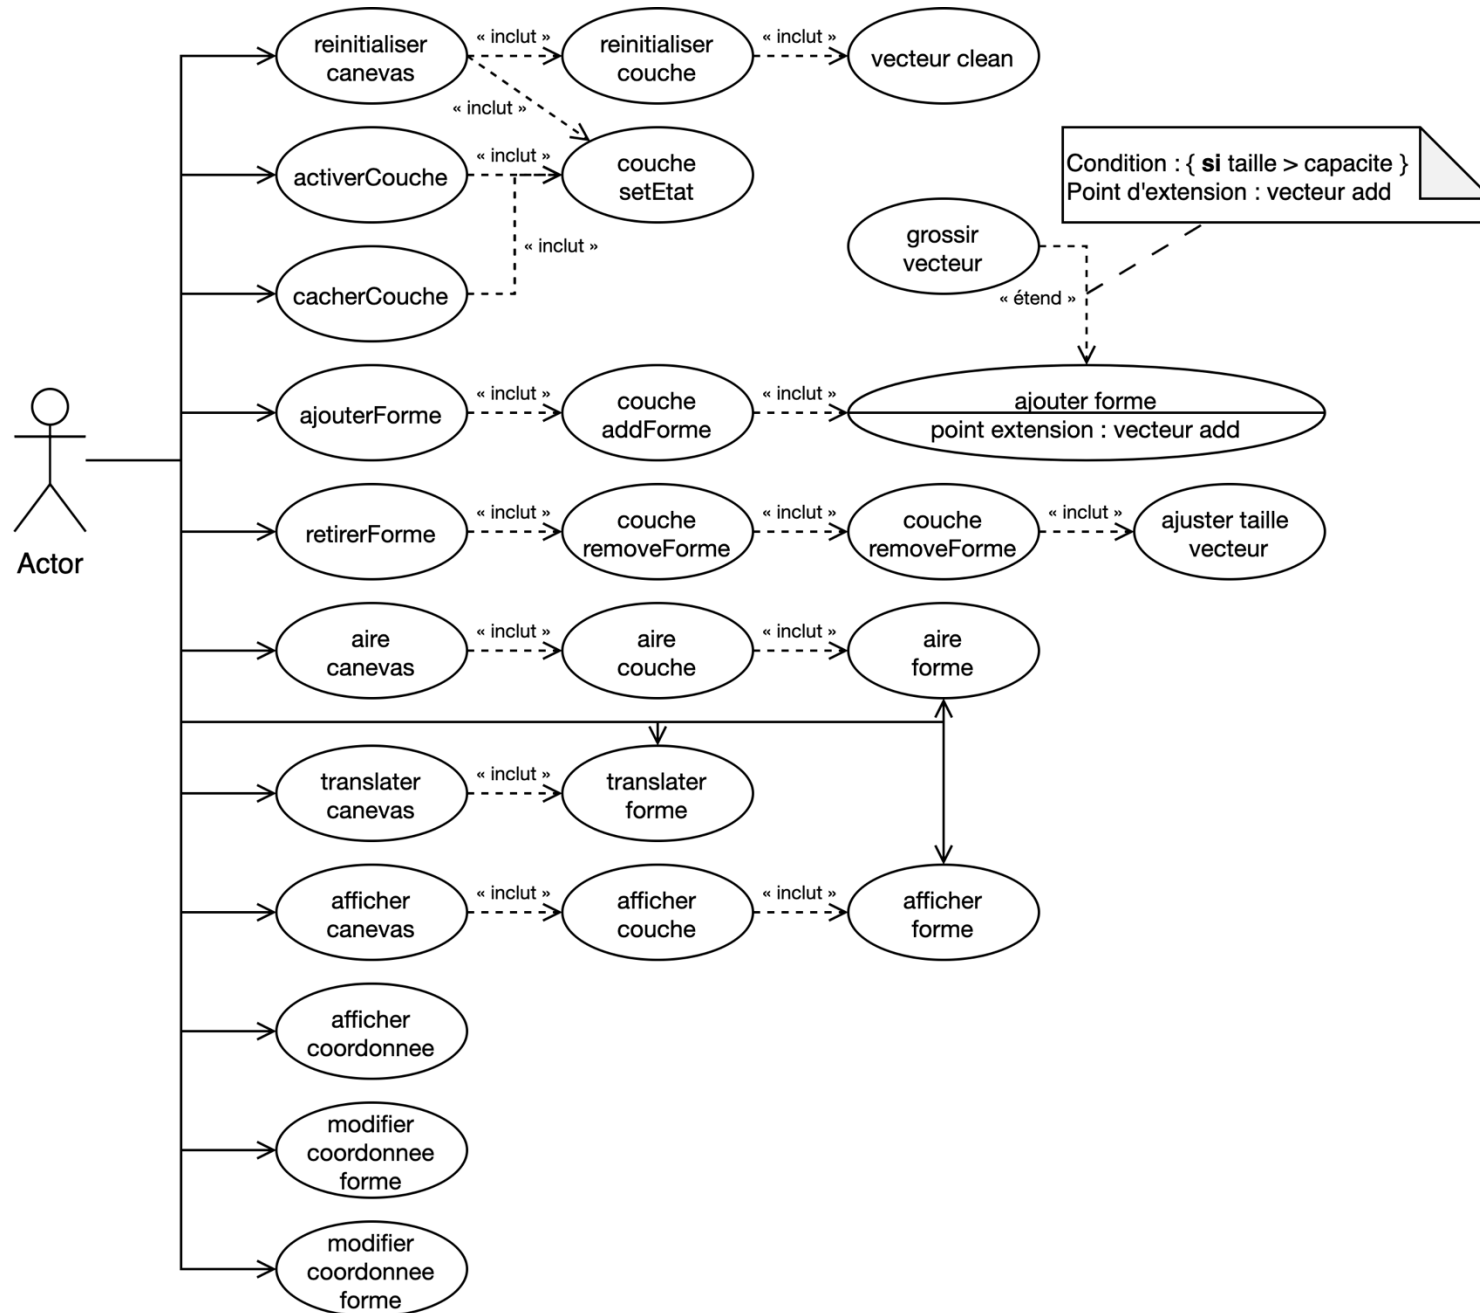 reinitialiser
canevas
« inclut »
reinitialiser
couche
« inclut »
vecteur clean
« inclut »
activerCouche
« inclut »
couche
setEtat
Condition : { si taille > capacite }
Point d'extension : vecteur add
grossir
vecteur
« inclut »
cacherCouche
« étend »
ajouterForme
« inclut »
couche
addForme
« inclut »
ajouter forme
point extension : vecteur add
Actor
retirerForme
« inclut »
couche
removeForme
« inclut »
couche
removeForme
« inclut »
ajuster taille
vecteur
aire
canevas
« inclut »
aire
couche
« inclut »
aire
forme
translater
canevas
« inclut »
translater
forme
afficher
canevas
« inclut »
afficher
couche
« inclut »
afficher
forme
afficher
coordonnee
modifier
coordonnee
forme
modifier
coordonnee
forme